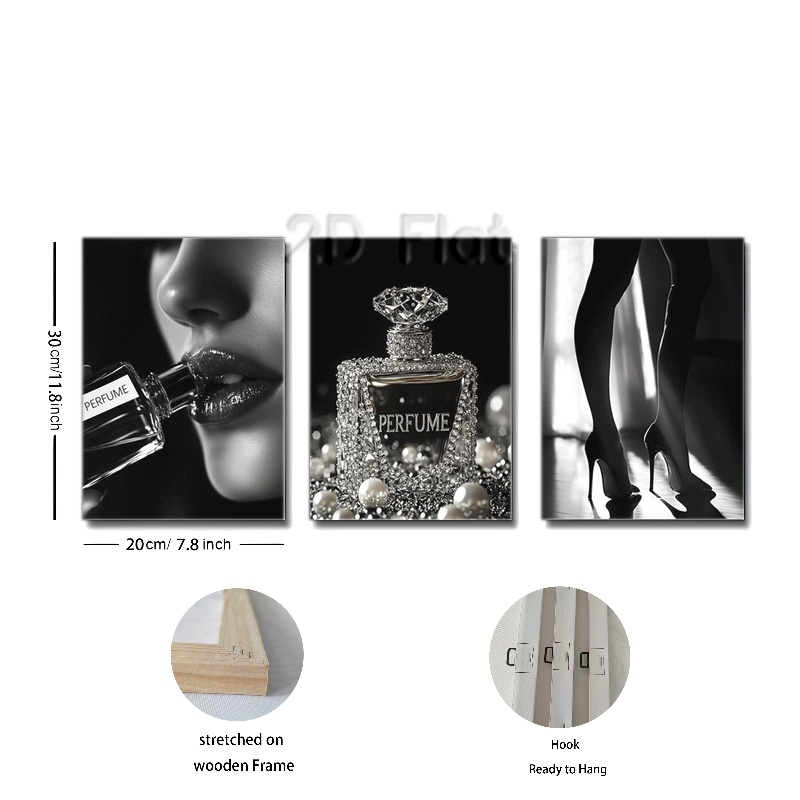 2D Flat
30cm/11.8inch
PERFUME
PERFUME
20cm/ 7.8 inch
stretched on
wooden Frame
Hook
Ready to Hang